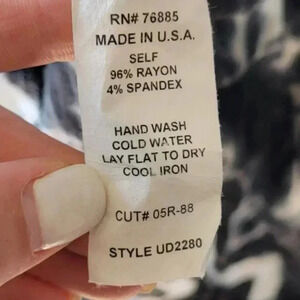 RN# 76885
MADE IN U.S.A.
SELF
96% RAYON
4% SPANDEX
HAND WASH
COLD WATER
LAY FLAT TO DRY
COOL IRON
CUT# 05R-88
STYLE UD2280